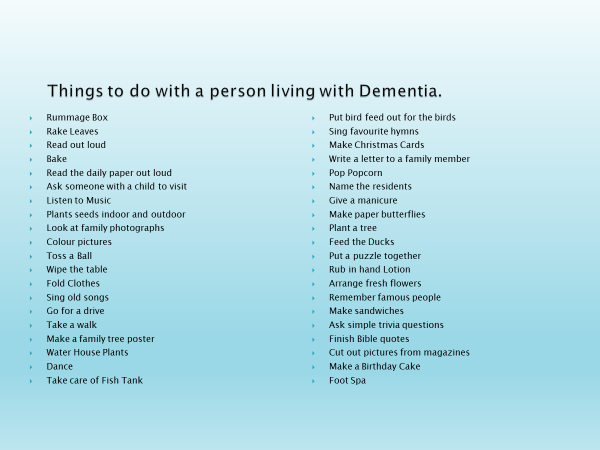 Things to do with a person living with Dementia.
Rummage Box
Rake Leaves
Read out loud
Bake
Read the daily paper out loud
Ask someone with a child to visit
Listen to Music
Plants seeds indoor and outdoor
Look at family photographs
Colour pictures
Toss a Ball
Wipe the table
Fold Clothes
Sing old songs
Go for a drive
Take a walk
Make a family tree poster
Water House Plants
Dance
Take care of Fish Tank
Put bird feed out for the birds
Sing favourite hymns
Make Christmas Cards
Write a letter to a family member
Pop Popcorn
Name the residents
Give a manicure
Make paper butterflies
Plant a tree
Feed the Ducks
Put a puzzle together
Rub in hand Lotion
Arrange fresh flowers
Remember famous people
Make sandwiches
Ask simple trivia questions
Finish Bible quotes
Cut out pictures from magazines
Make a Birthday Cake
Foot Spa